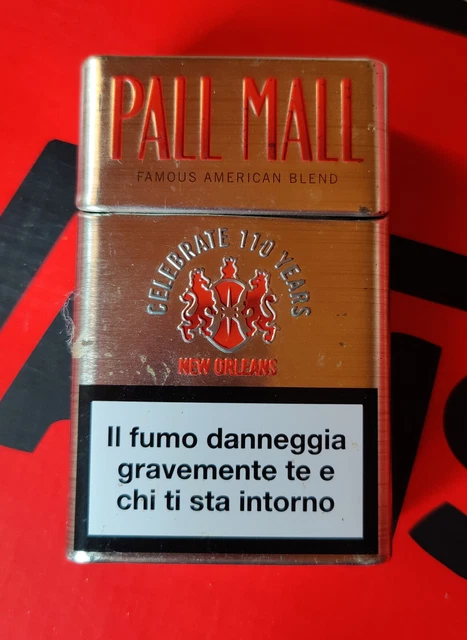 PALL MALL
FAMOUS AMERICAN BLEND
CELEBRATE 110 YEARS
NEW ORLEANS
Il fumo danneggia
gravemente te e
chi ti sta intorno